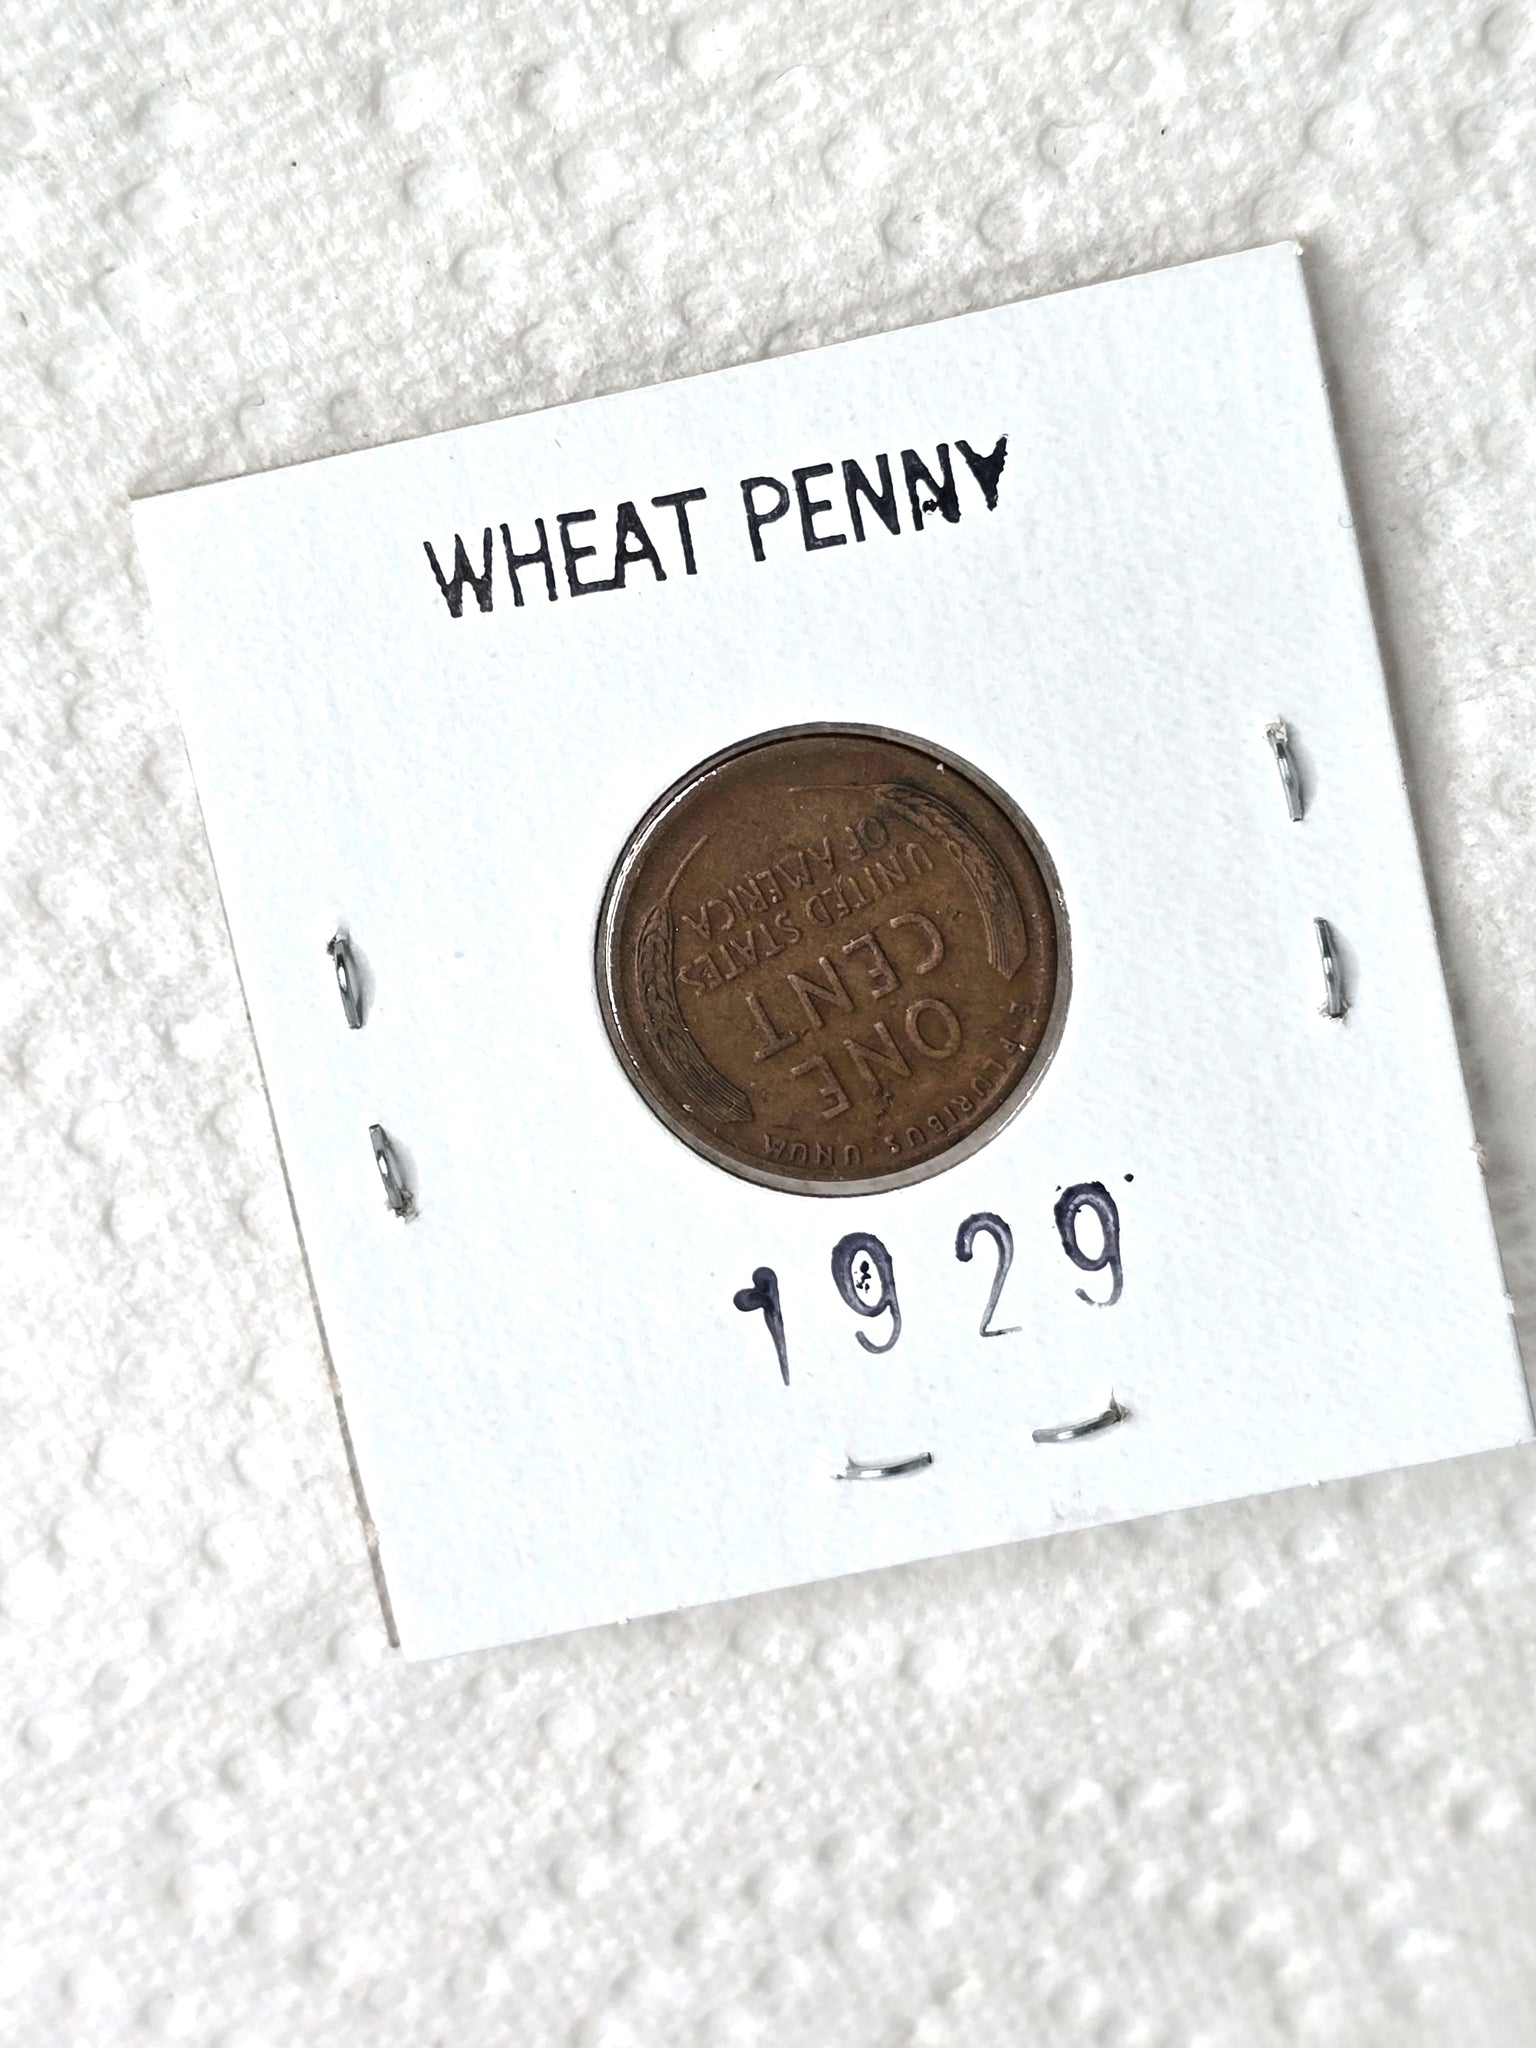 WHEAT PENNY
E · PLURIBUS · UNUM
ONE
CENT
UNITED STATES
OF AMERICA
1929